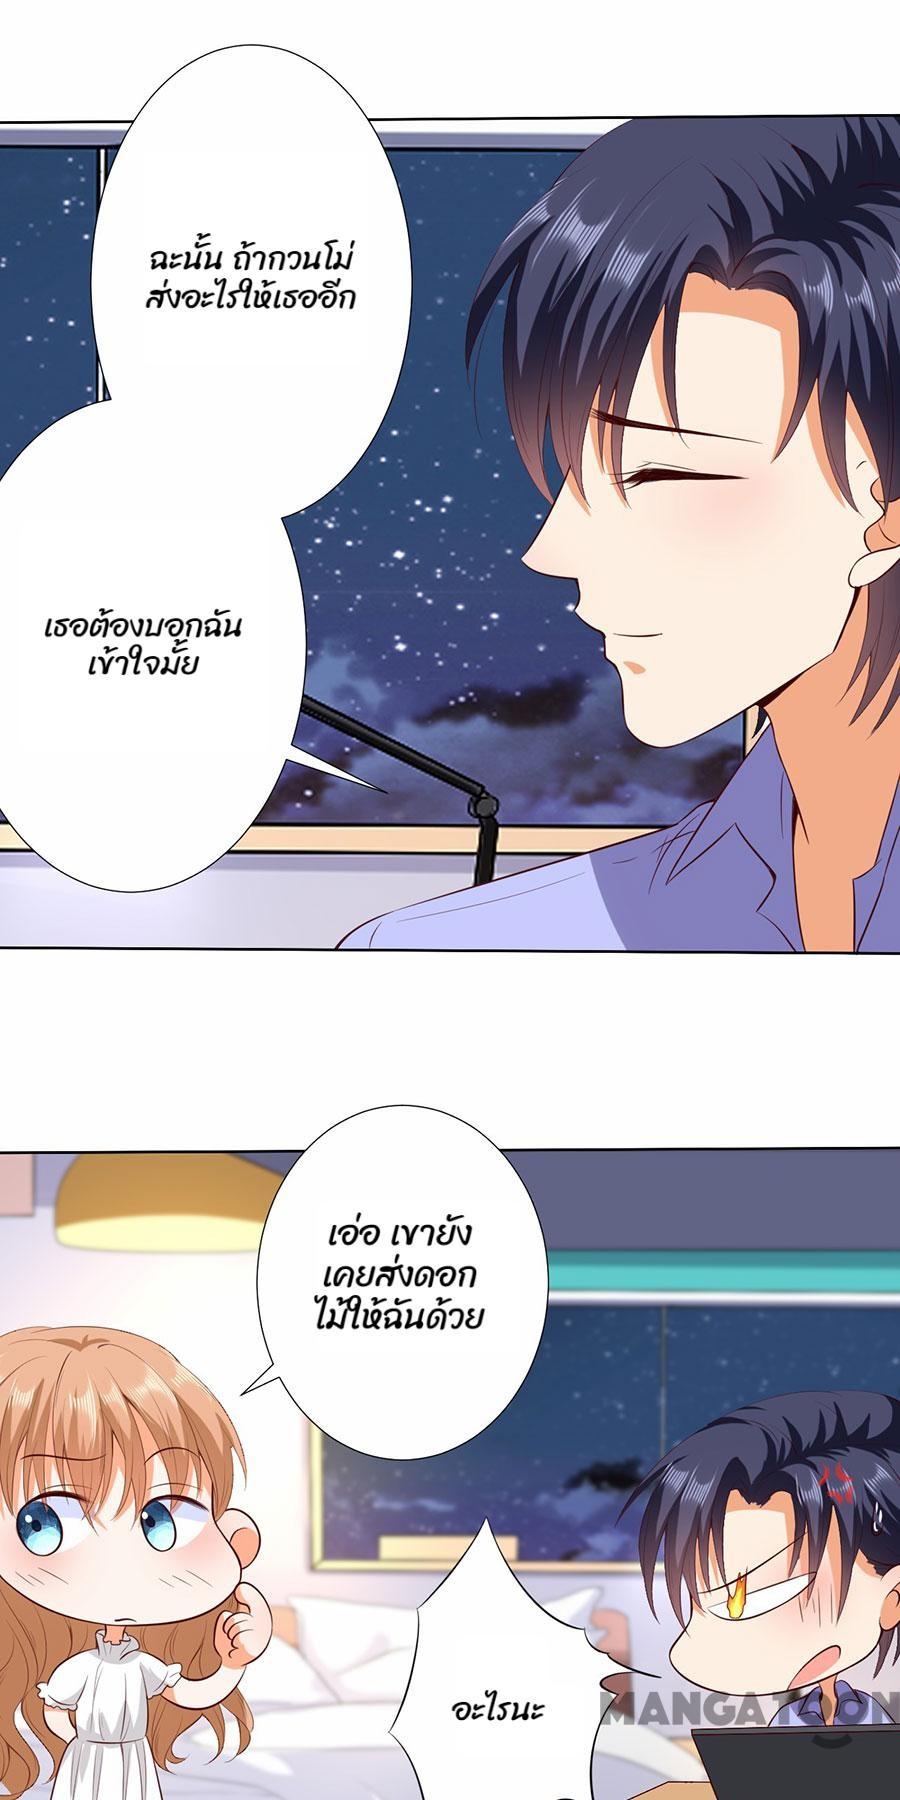 ฉะนั้น ถ้ากวนโม่
ส่งอะไรให้เธออีก
เธอต้องบอกฉัน
เข้าใจมั้ย
เอ่อ เขายัง
เคยส่งดอก
ไม้ให้ฉันด้วย
อะไรนะ
MANGATOON